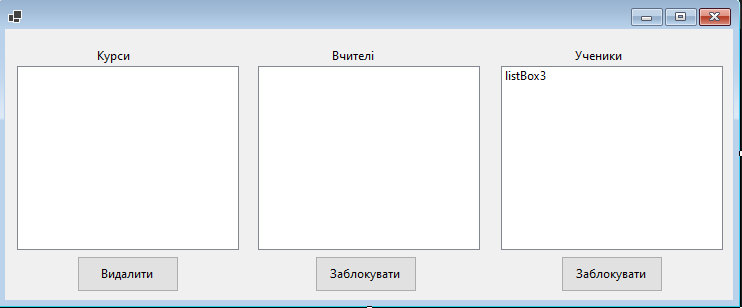 Курси
Вчителі
Ученики
listBox3
Видалити
Заблокувати
Заблокувати